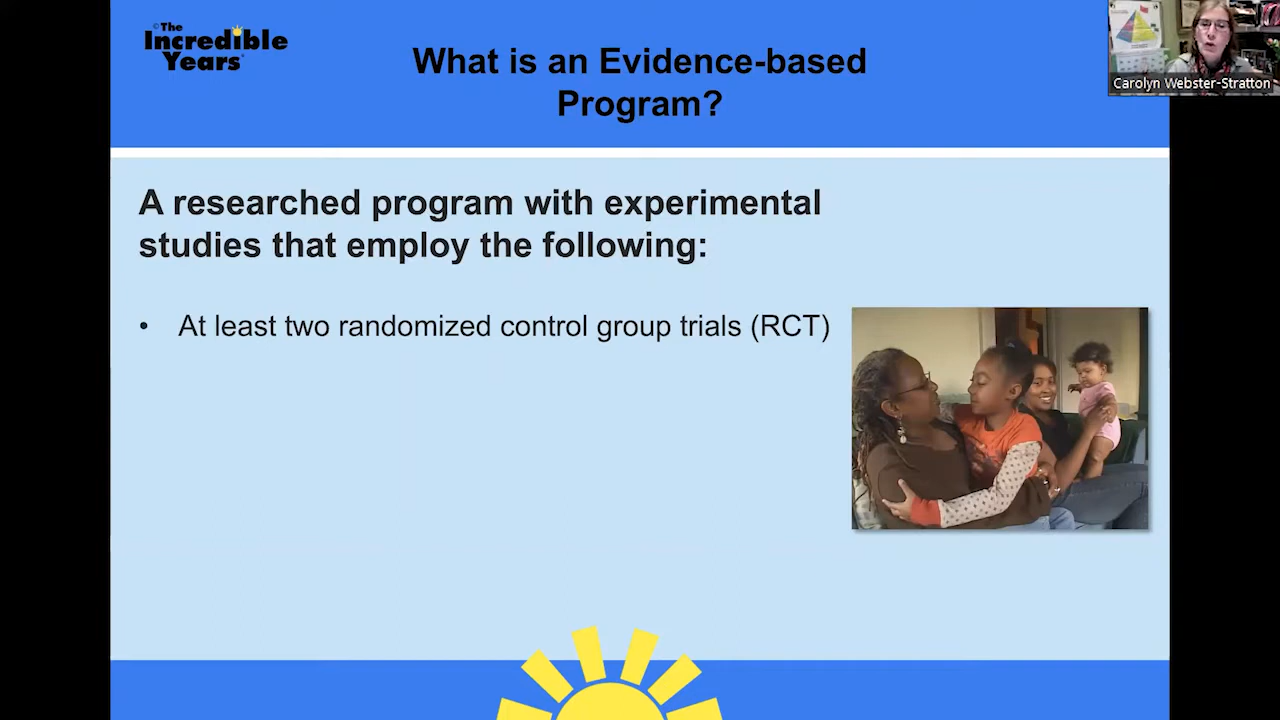 ©The
Incredible
Years®
What is an Evidence-based
Program?
Carolyn Webster-Stratton
A researched program with experimental
studies that employ the following:
• At least two randomized control group trials (RCT)